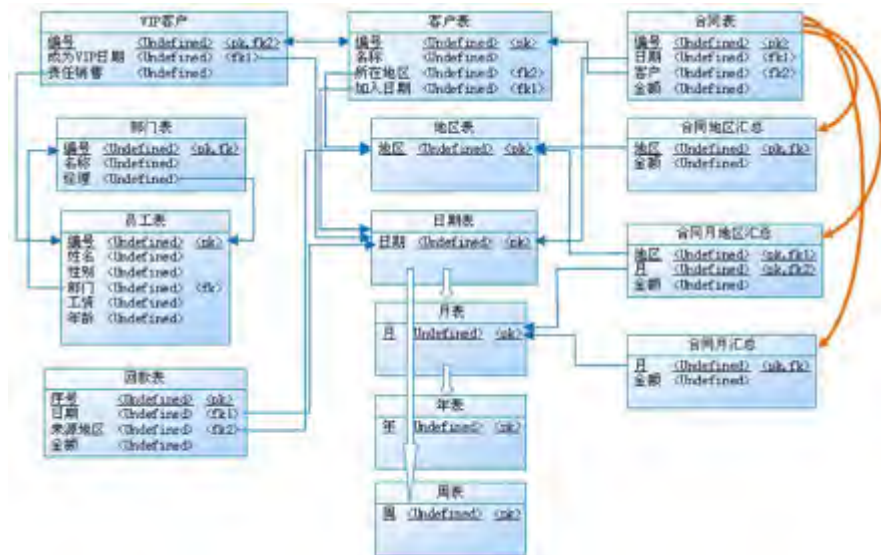 VIP客户
编号 <Undefined> <pk,fk2>
成为VIP日期 <Undefined> <fk1>
责任销售 <Undefined>
客户表
编号 <Undefined> <pk>
名称 <Undefined>
所在地区 <Undefined> <fk2>
加入日期 <Undefined> <fk1>
合同表
编号 <Undefined> <pk>
日期 <Undefined> <fk1>
客户 <Undefined> <fk2>
金额 <Undefined>
部门表
编号 <Undefined> <pk,fk>
名称 <Undefined>
经理 <Undefined>
地区表
地区 <Undefined> <pk>
合同地区汇总
地区 <Undefined> <pk,fk>
金额 <Undefined>
员工表
编号 <Undefined> <pk>
姓名 <Undefined>
性别 <Undefined>
部门 <Undefined> <fk>
工资 <Undefined>
年龄 <Undefined>
日期表
日期 <Undefined> <pk>
合同月地区汇总
地区 <Undefined> <pk,fk1>
月 <Undefined> <pk,fk2>
金额 <Undefined>
月表
月 <Undefined> <pk>
合同月汇总
月 <Undefined> <pk,fk>
金额 <Undefined>
回款表
序号 <Undefined> <pk>
日期 <Undefined> <fk1>
来源地区 <Undefined> <fk2>
金额 <Undefined>
年表
年 <Undefined> <pk>
周表
周 <Undefined> <pk>